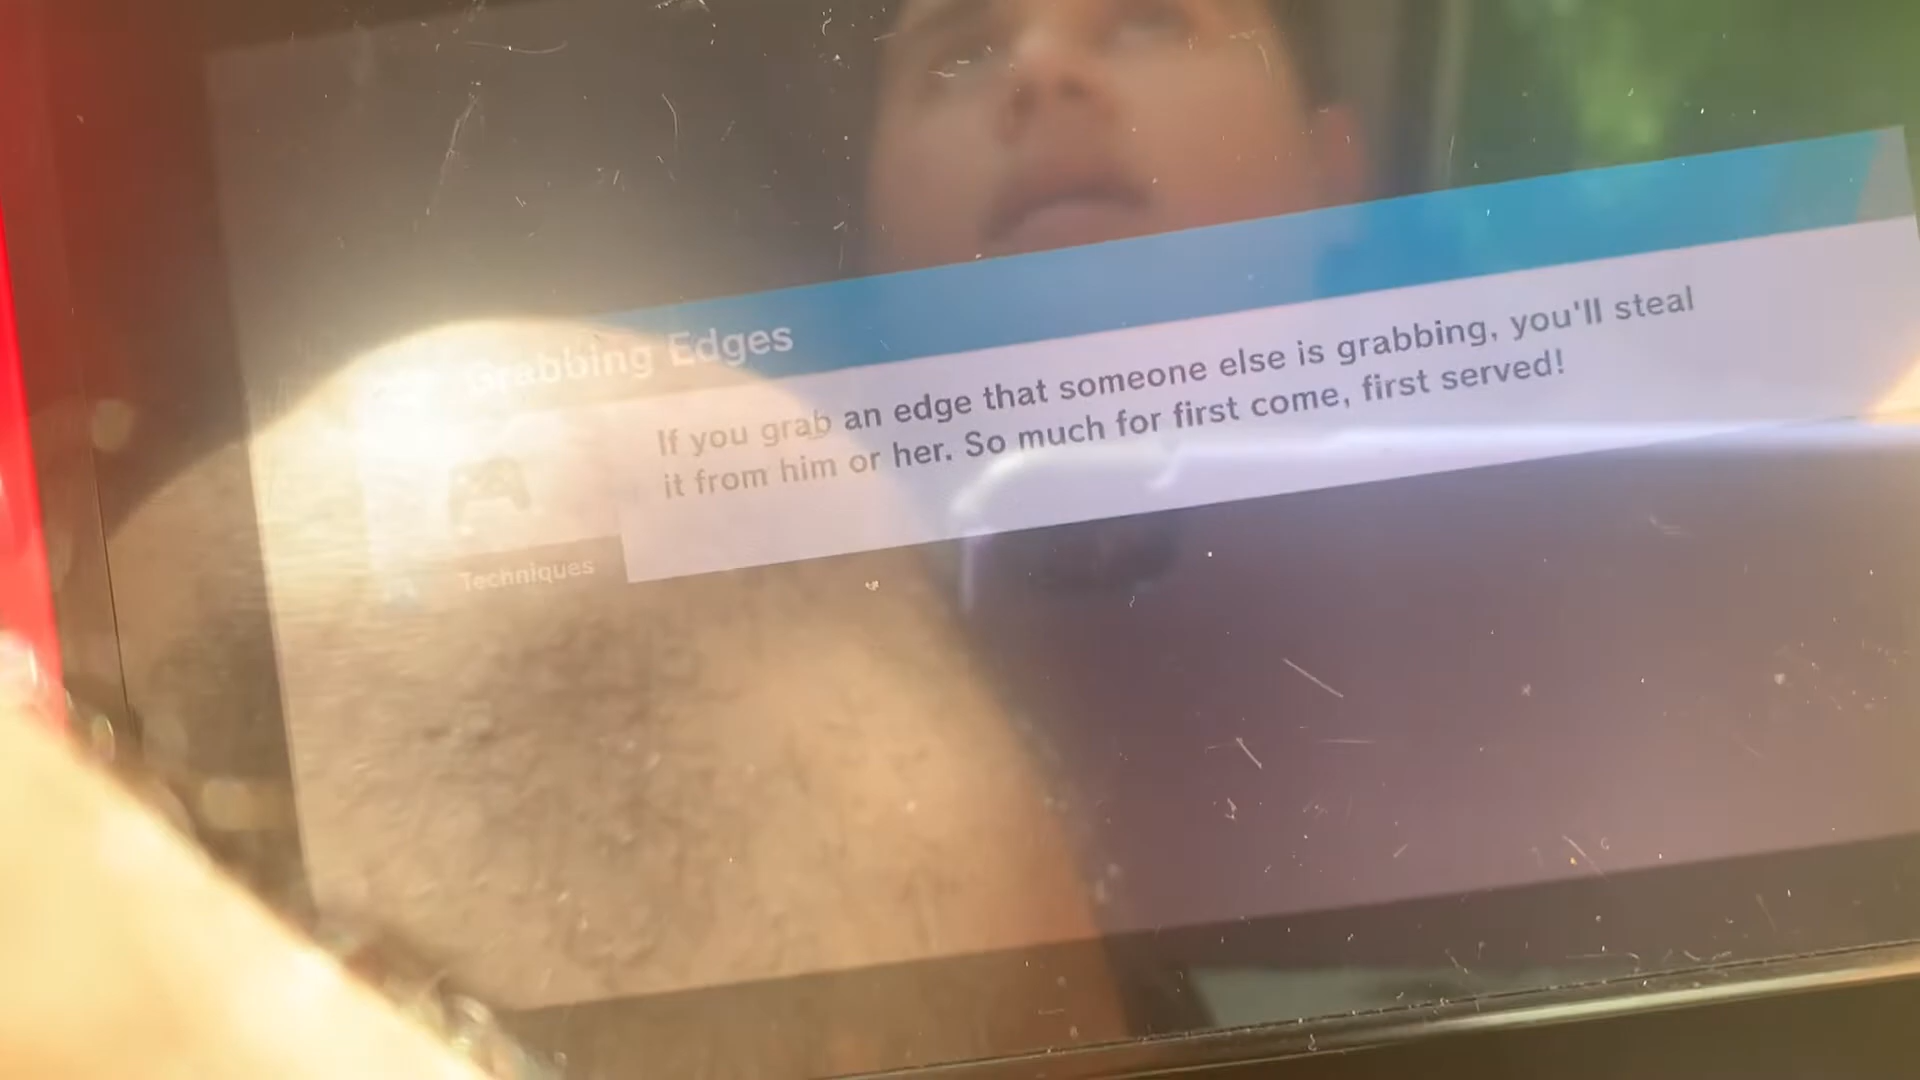 Grabbing Edges
If you grab an edge that someone else is grabbing, you'll steal
it from him or her. So much for first come, first served!
Techniques